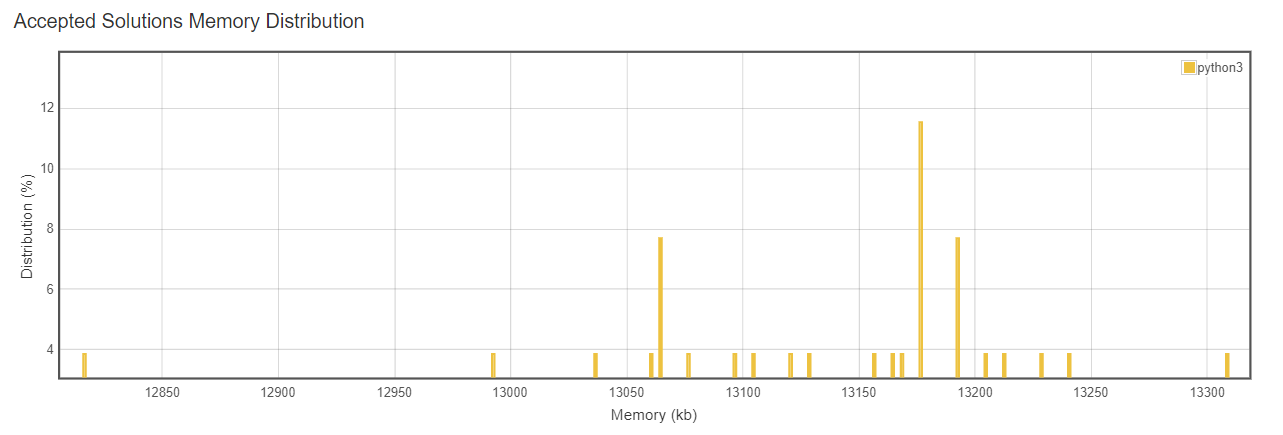 Accepted Solutions Memory Distribution
python3
12
10
8
6
4
Distribution (%)
12850 12900 12950 13000 13050 13100 13150 13200 13250 13300
Memory (kb)